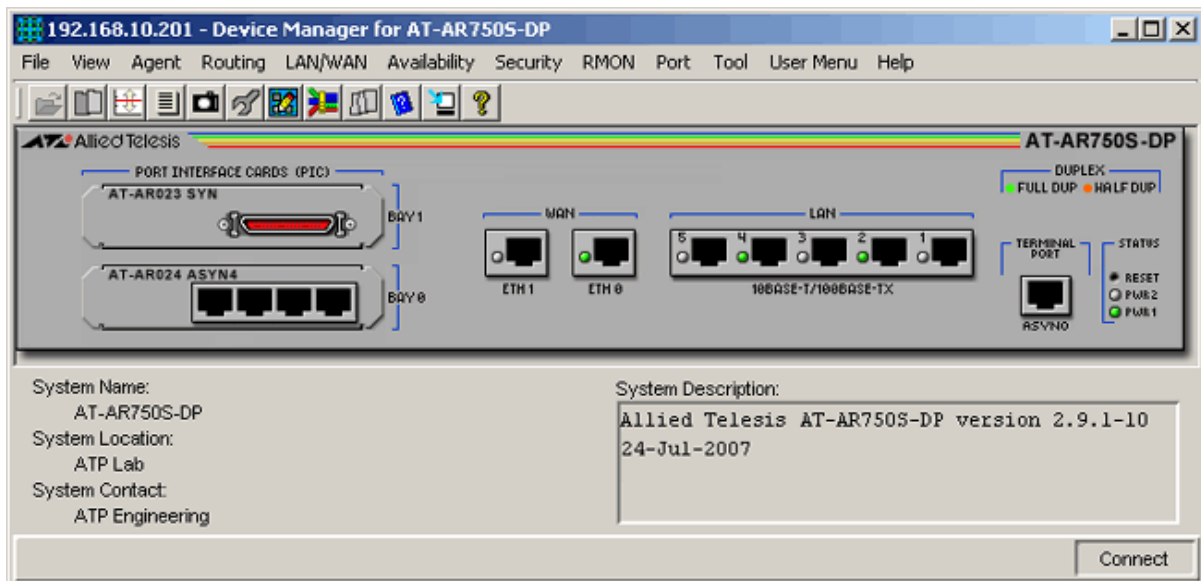 192.168.10.201 - Device Manager for AT-AR750S-DP
File View Agent Routing LAN/WAN Availability Security RMON Port Tool User Menu Help
Allied Telesis
AT-AR750S-DP
PORT INTERFACE CARDS (PIC)
AT-AR023 SYN
BAY 1
AT-AR024 ASYN4
BAY 0
WAN
ETH 1
ETH 0
LAN
5 4 3 2 1
10BASE-T/100BASE-TX
DUPLEX
FULL DUP HALF DUP
TERMINAL
PORT
ASYN0
STATUS
RESET
PWR2
PWR1
System Name:
AT-AR750S-DP
System Location:
ATP Lab
System Contact:
ATP Engineering
System Description:
Allied Telesis AT-AR750S-DP version 2.9.1-10
24-Jul-2007
Connect